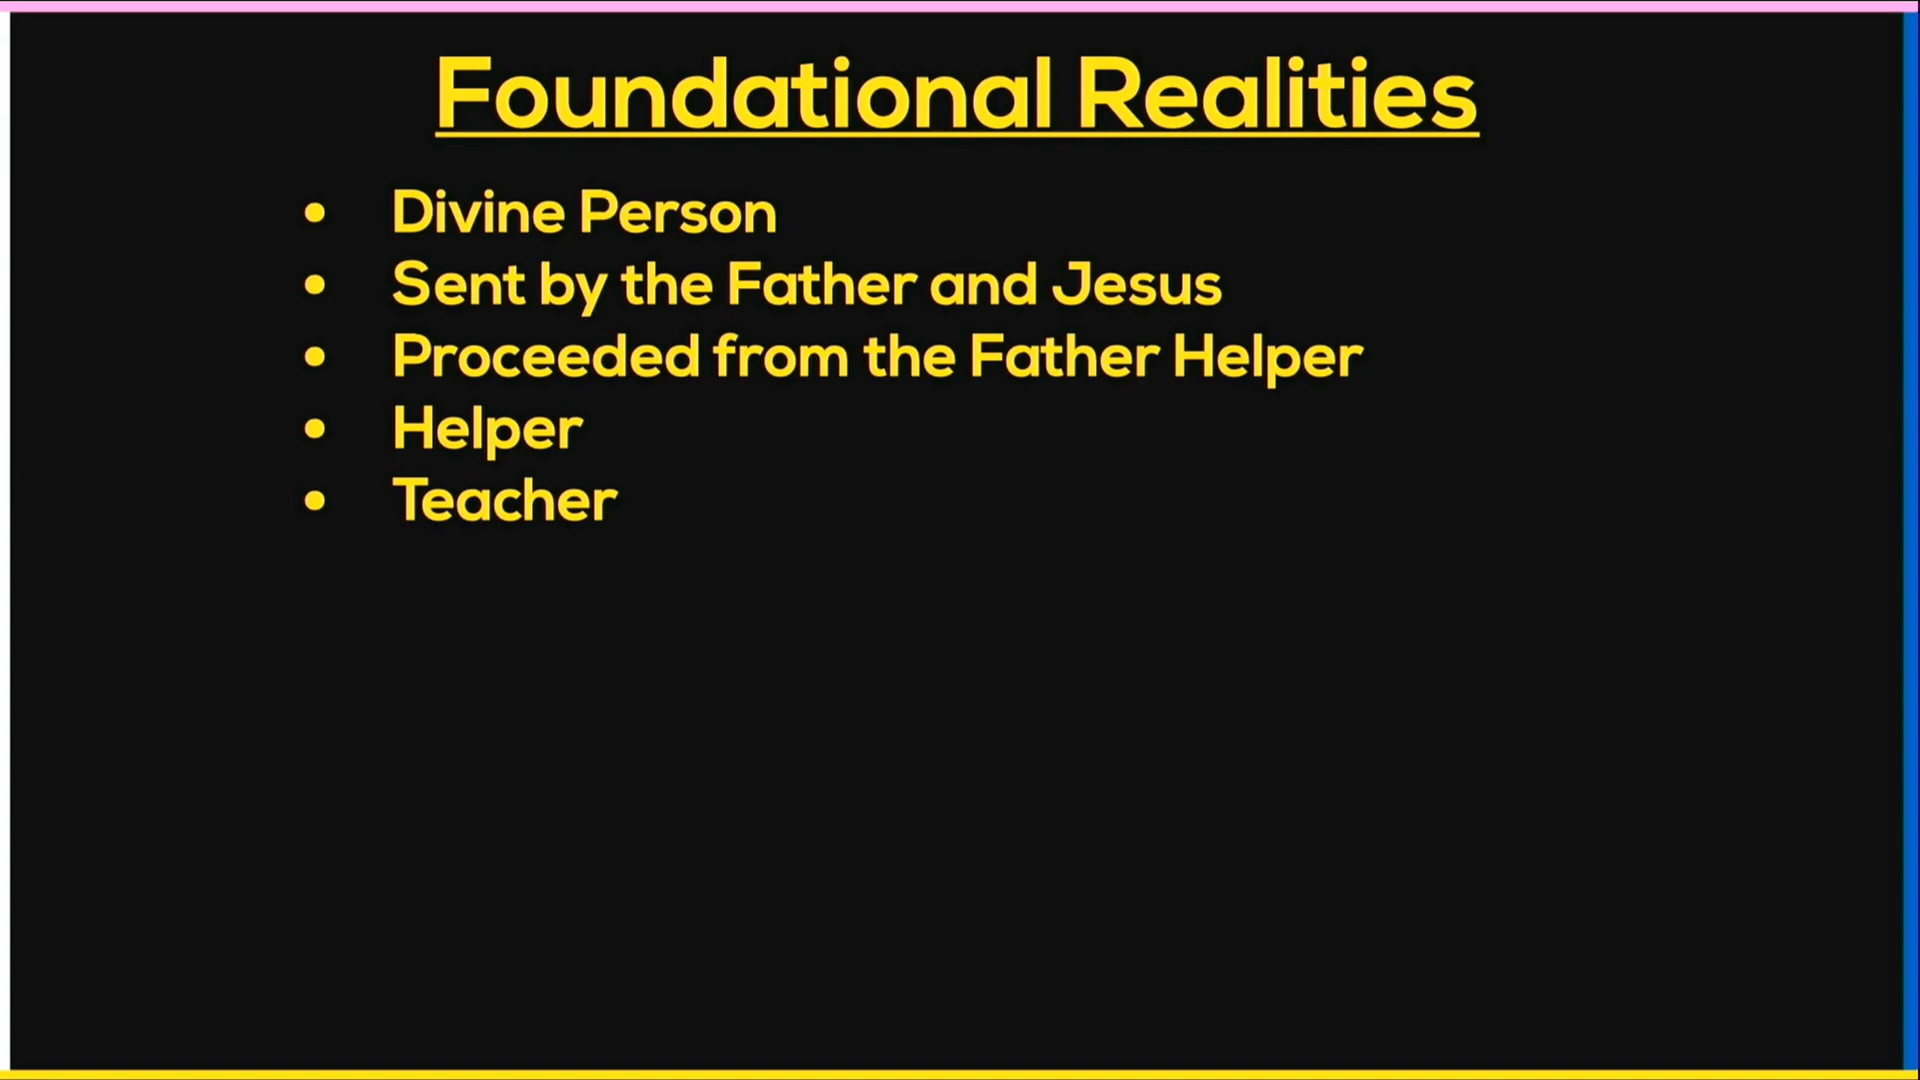 Foundational Realities
• Divine Person
• Sent by the Father and Jesus
• Proceeded from the Father Helper
• Helper
• Teacher